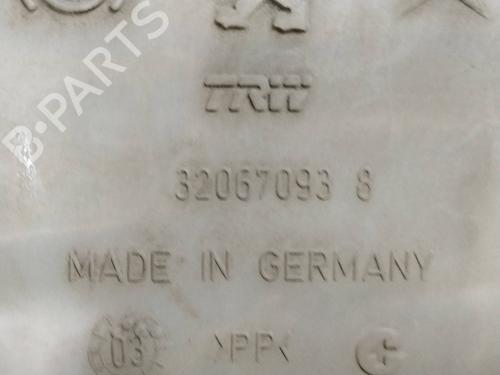 TRW
32067093 8
MADE IN GERMANY
03 >PP<
B-PARTS